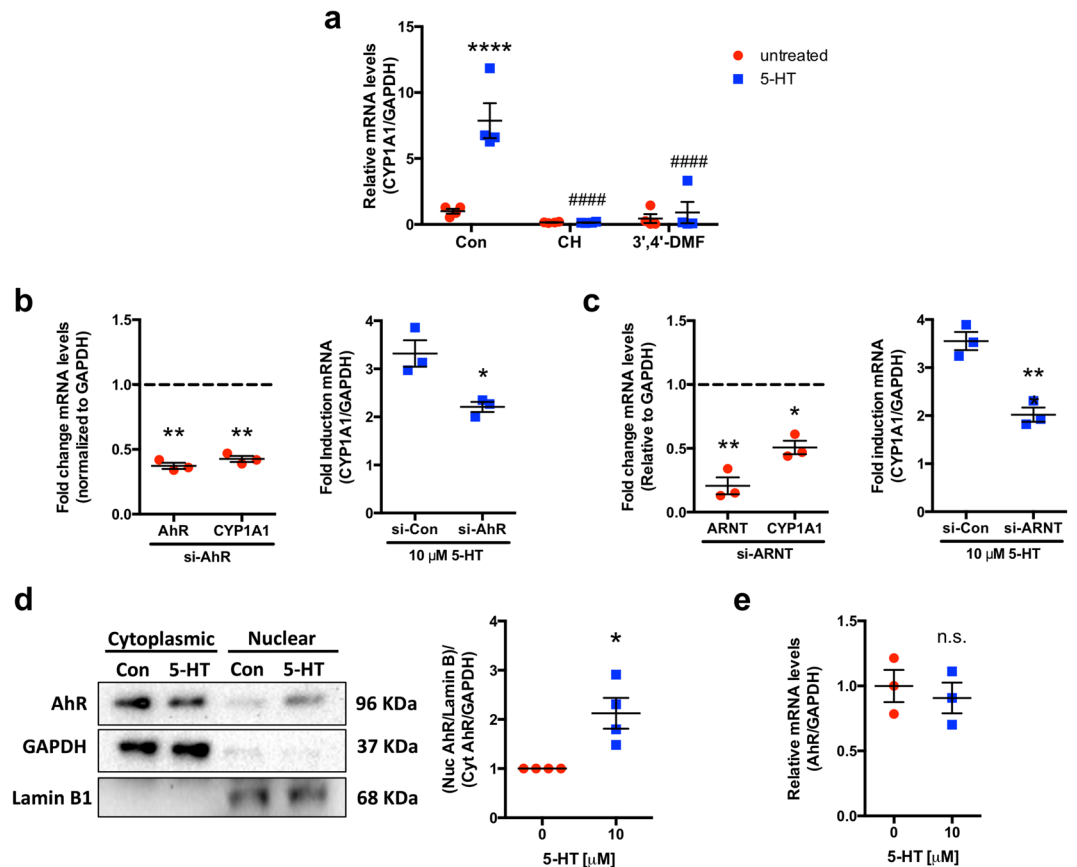 a
Relative mRNA levels
(CYP1A1/GAPDH)
15
10
5
0
****
####
####
Con
CH
3',4'-DMF
untreated
5-HT
b
Fold change mRNA levels
(normalized to GAPDH)
1.5
1.0
0.5
0.0
**
**
AhR
CYP1A1
si-AhR
Fold Induction mRNA
(CYP1A1/GAPDH)
4
3
2
1
0
*
si-Con
si-AhR
10 µM 5-HT
c
Fold change mRNA levels
(Relative to GAPDH)
1.5
1.0
0.5
0.0
**
*
ARNT
CYP1A1
si-ARNT
Fold induction mRNA
(CYP1A1/GAPDH)
4
3
2
1
0
**
*
si-Con
si-ARNT
10 µM 5-HT
d
Cytoplasmic Nuclear
Con 5-HT Con 5-HT
AhR 96 KDa
GAPDH 37 KDa
Lamin B1 68 KDa
(Nuc AhR/Lamin B)/
(Cyt AhR/GAPDH)
4
3
2
1
0
*
0
10
5-HT [µM]
e
Relative mRNA levels
(AhR/GAPDH)
1.5
1.0
0.5
0.0
n.s.
0
10
5-HT [µM]